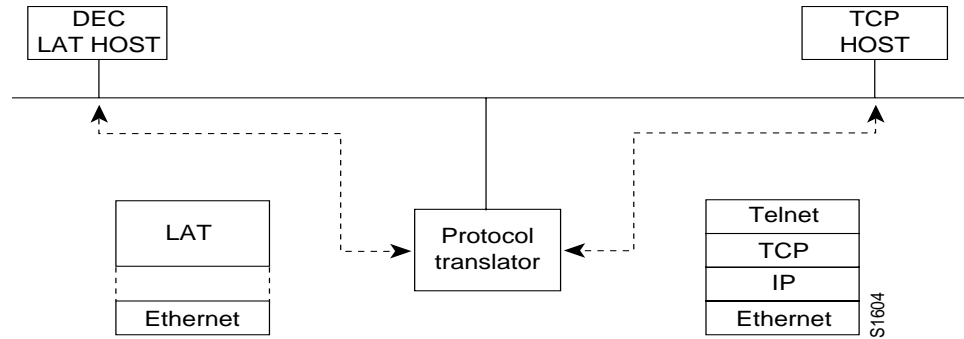 DEC
LAT HOST
TCP
HOST
LAT
Ethernet
Protocol
translator
Telnet
TCP
IP
Ethernet
S1604